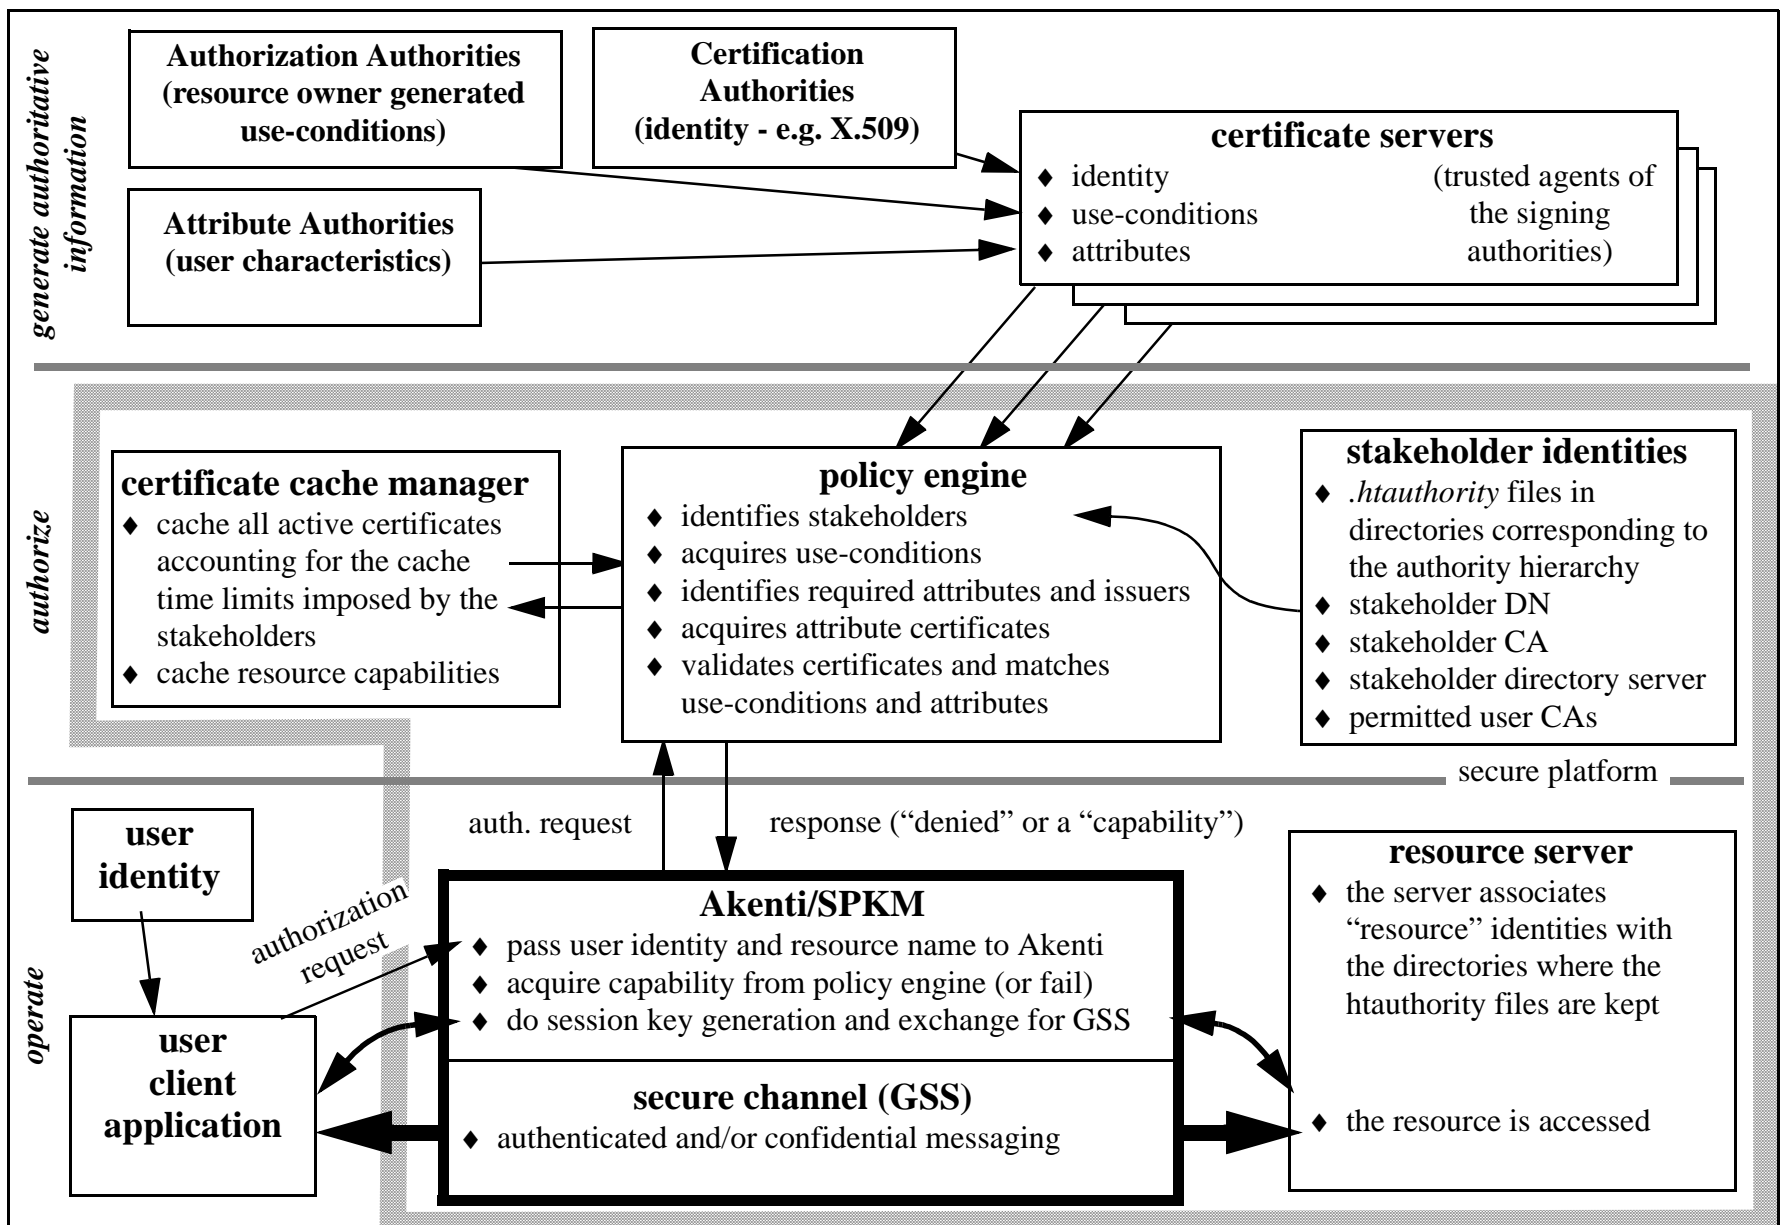 generate authoritative
information
Authorization Authorities
(resource owner generated
use-conditions)
Certification
Authorities
(identity - e.g. X.509)
Attribute Authorities
(user characteristics)
certificate servers
♦ identity
♦ use-conditions
♦ attributes
(trusted agents of
the signing
authorities)
authorize
certificate cache manager
♦ cache all active certificates
accounting for the cache
time limits imposed by the
stakeholders
♦ cache resource capabilities
policy engine
♦ identifies stakeholders
♦ acquires use-conditions
♦ identifies required attributes and issuers
♦ acquires attribute certificates
♦ validates certificates and matches
use-conditions and attributes
stakeholder identities
♦ .htauthority files in
directories corresponding to
the authority hierarchy
♦ stakeholder DN
♦ stakeholder CA
♦ stakeholder directory server
♦ permitted user CAs
secure platform
operate
user
identity
auth. request
response (“denied” or a “capability”)
authorization
request
user
client
application
Akenti/SPKM
♦ pass user identity and resource name to Akenti
♦ acquire capability from policy engine (or fail)
♦ do session key generation and exchange for GSS
secure channel (GSS)
♦ authenticated and/or confidential messaging
resource server
♦ the server associates
“resource” identities with
the directories where the
htauthority files are kept
♦ the resource is accessed